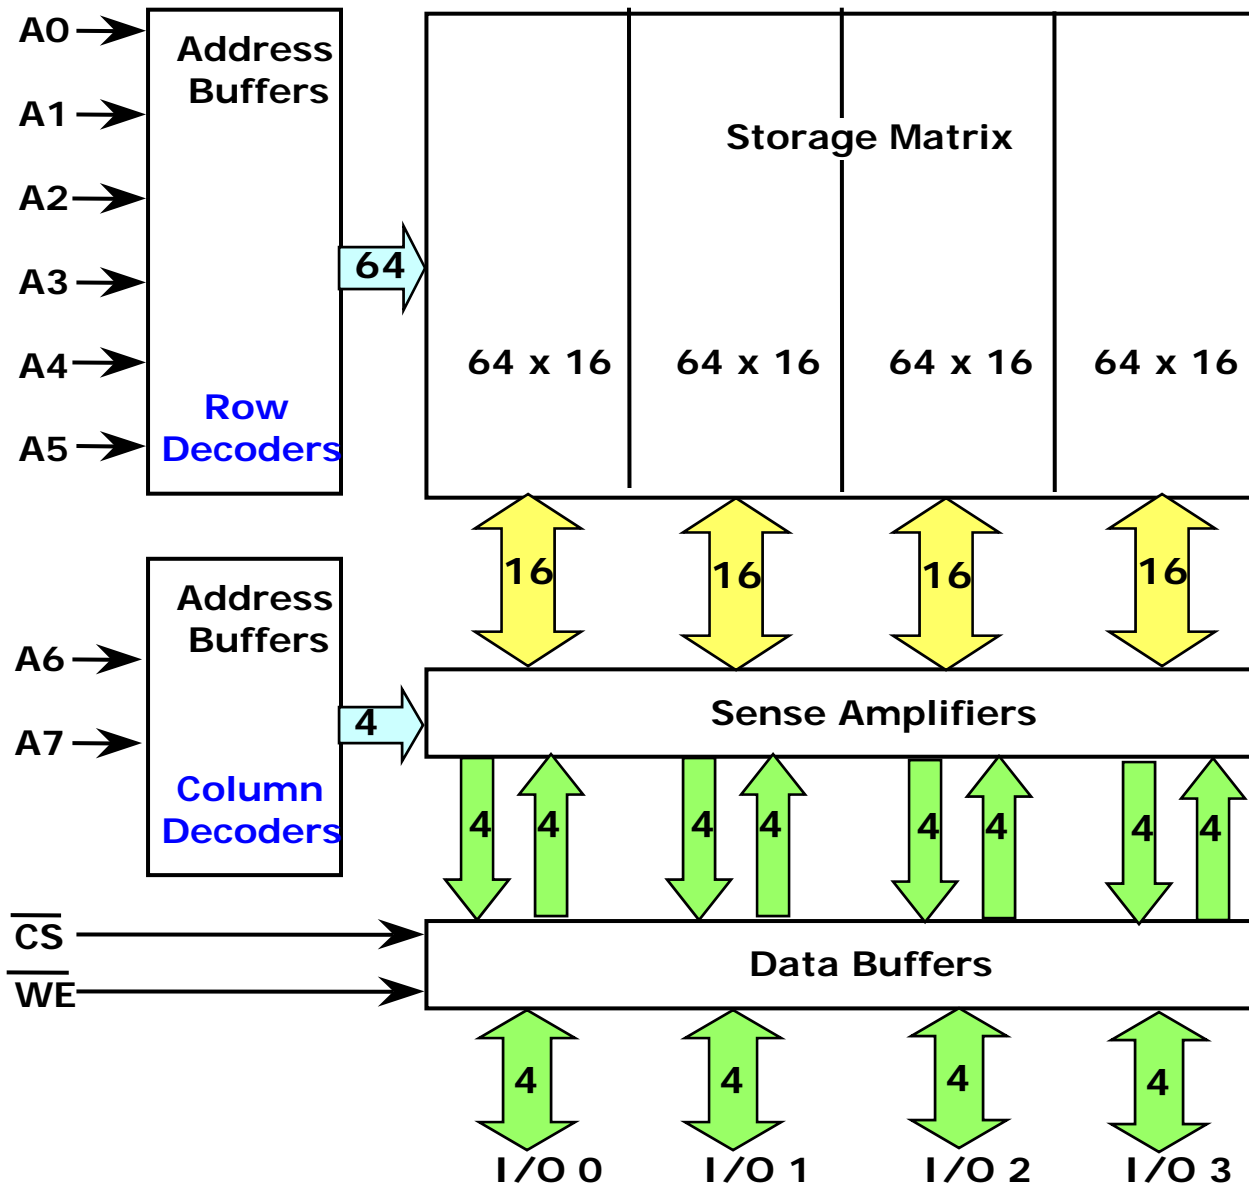 A0
A1
A2
A3
A4
A5
Address
Buffers
Row
Decoders
64
Storage Matrix
64 x 16
64 x 16
64 x 16
64 x 16
16
16
16
16
A6
A7
Address
Buffers
Column
Decoders
4
Sense Amplifiers
4
4
4
4
4
4
4
4
CS
WE
Data Buffers
4
4
4
4
I/O 0
I/O 1
I/O 2
I/O 3